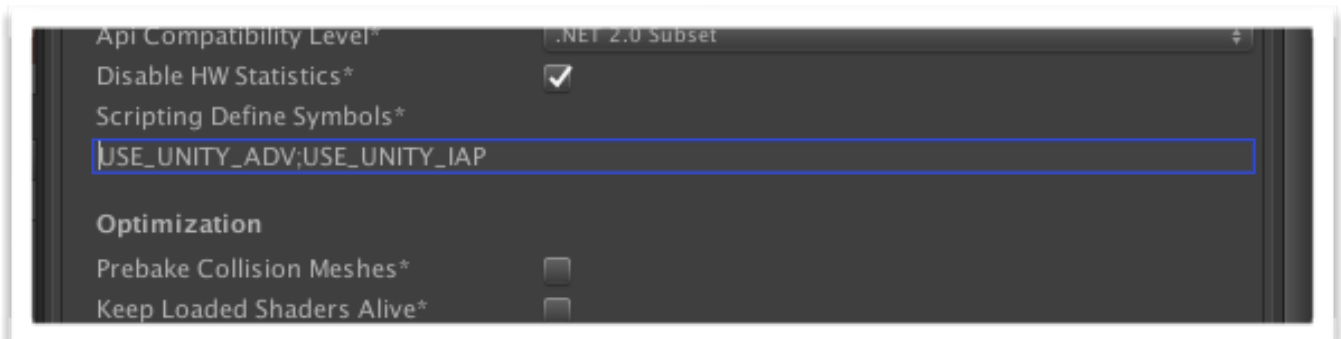 Api Compatibility Level*
.NET 2.0 Subset
Disable HW Statistics*
Scripting Define Symbols*
USE_UNITY_ADV;USE_UNITY_IAP
Optimization
Prebake Collision Meshes*
Keep Loaded Shaders Alive*